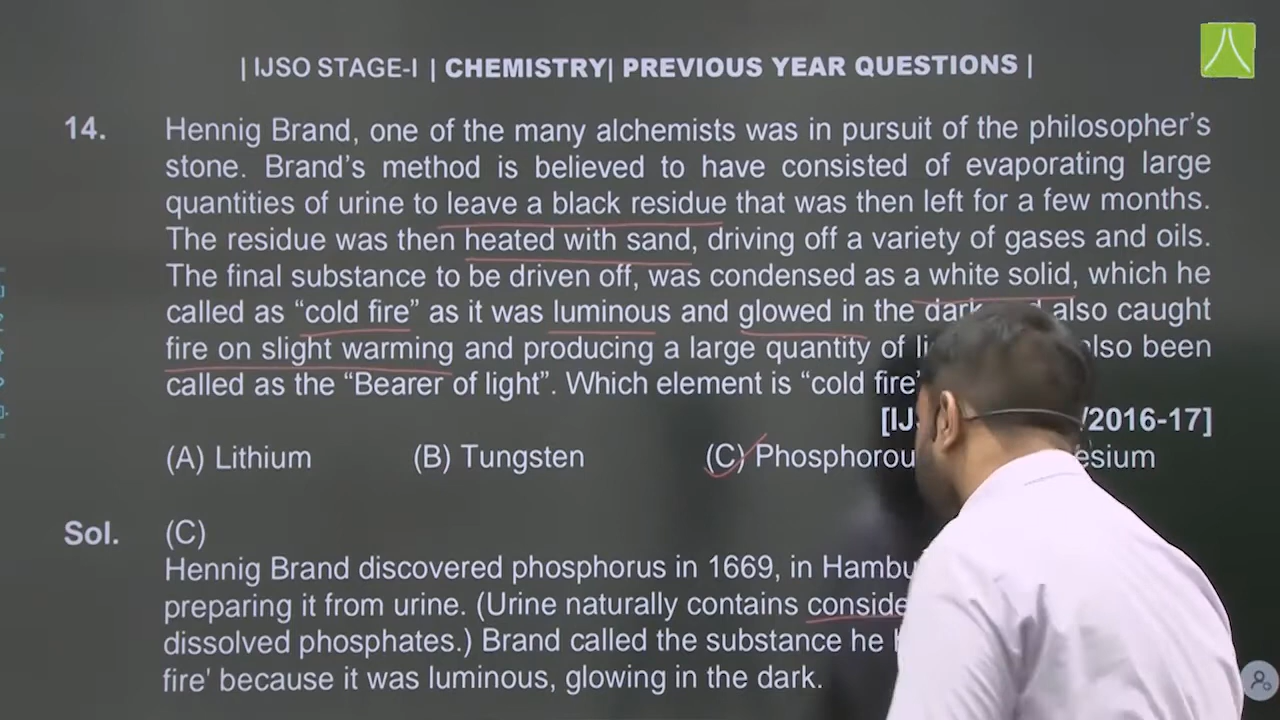 | IJSO STAGE-I | CHEMISTRY| PREVIOUS YEAR QUESTIONS |
14. Hennig Brand, one of the many alchemists was in pursuit of the philosopher's
stone. Brand's method is believed to have consisted of evaporating large
quantities of urine to leave a black residue that was then left for a few months.
The residue was then heated with sand, driving off a variety of gases and oils.
The final substance to be driven off, was condensed as a white solid, which he
called as “cold fire” as it was luminous and glowed in the dark also caught
fire on slight warming and producing a large quantity of also been
called as the “Bearer of light”. Which element is “cold fire
/2016-17]
(A) Lithium (B) Tungsten (C) Phosphorou
Sol. (C)
Hennig Brand discovered phosphorus in 1669, in Hambu
preparing it from urine. (Urine naturally contains conside
dissolved phosphates.) Brand called the substance he
fire' because it was luminous, glowing in the dark.